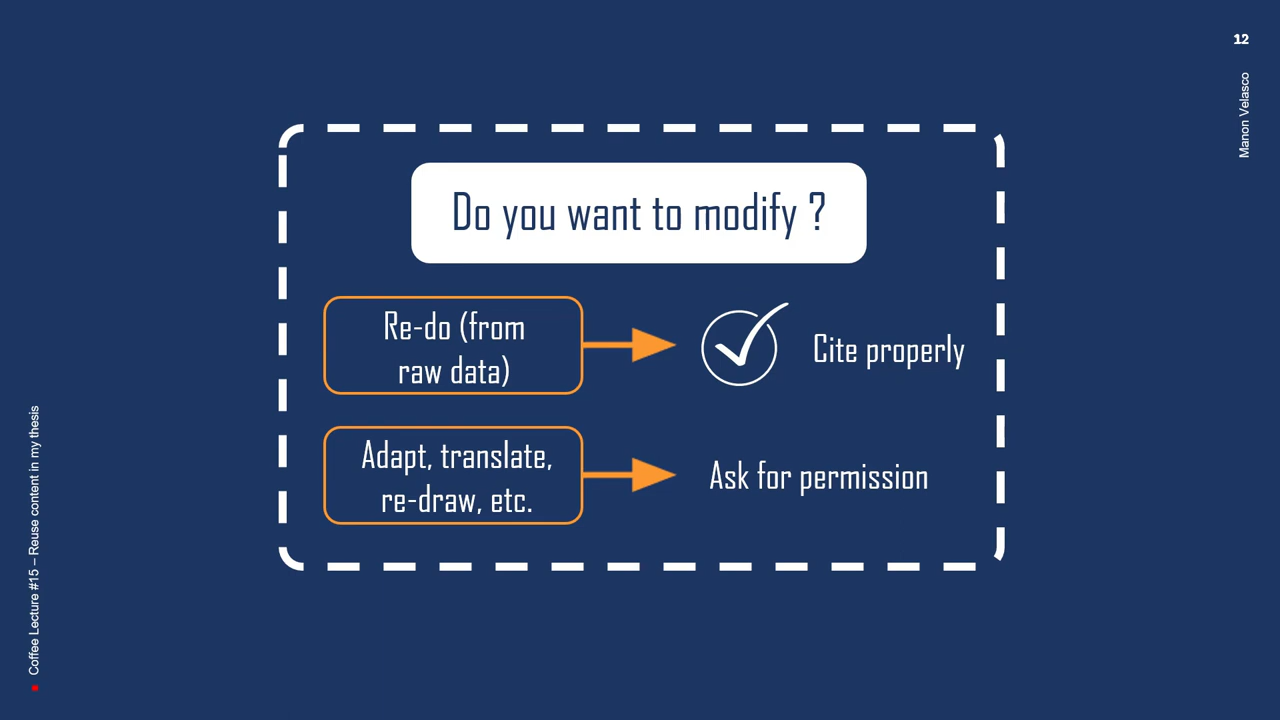 12
Manon Velasco
Do you want to modify ?
Re-do (from
raw data)
Cite properly
Adapt, translate,
re-draw, etc.
Ask for permission
Coffee Lecture #15 – Reuse content in my thesis